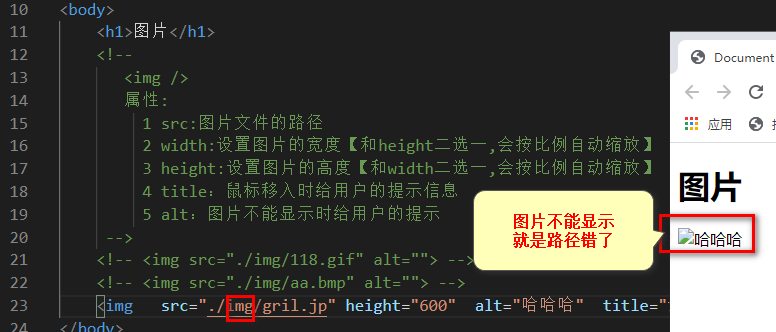 10 <body>
11 <h1>图片</h1>
12 <!--
13 <img />
14 属性:
15 1 src:图片文件的路径
16 2 width:设置图片的宽度【和height二选一,会按比例自动缩放】
17 3 height:设置图片的高度【和width二选一,会按比例自动缩放】
18 4 title：鼠标移入时给用户的提示信息
19 5 alt：图片不能显示时给用户的提示
20 -->
21 <!-- <img src="./img/118.gif" alt=""> -->
22 <!-- <img src="./img/aa.bmp" alt=""> -->
23 <img src="./img/gril.jp" height="600" alt="哈哈哈" title="
24 </body>
图片不能显示
就是路径错了
Document
应用
图片
哈哈哈